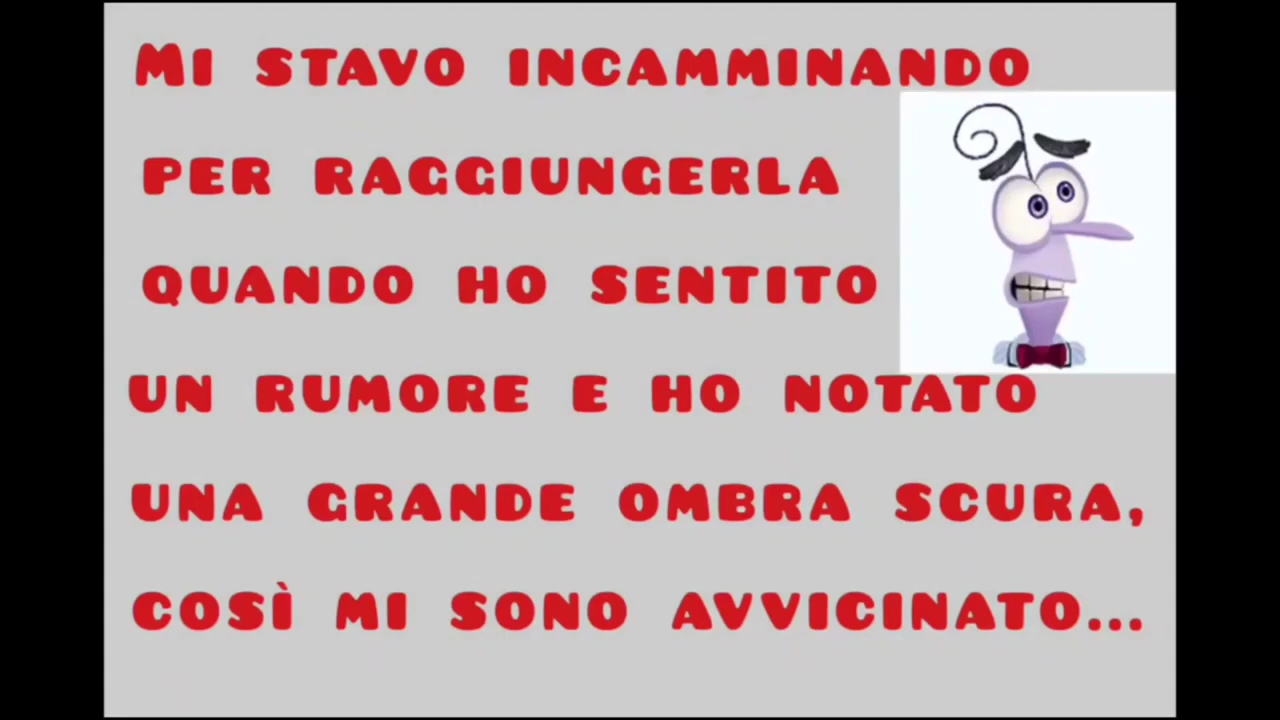 Mi stavo incamminando
per raggiungerla
quando ho sentito
un rumore e ho notato
una grande ombra scura,
così mi sono avvicinato...